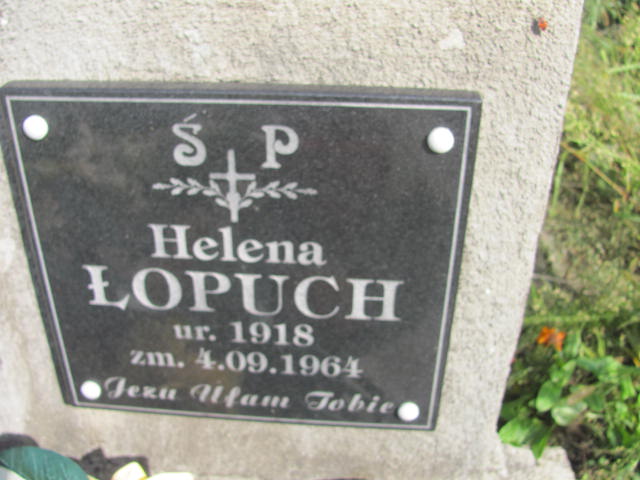 Ś P
Helena
ŁOPUCH
ur. 1918
zm. 4.09.1964
Jezu Ufam Tobie